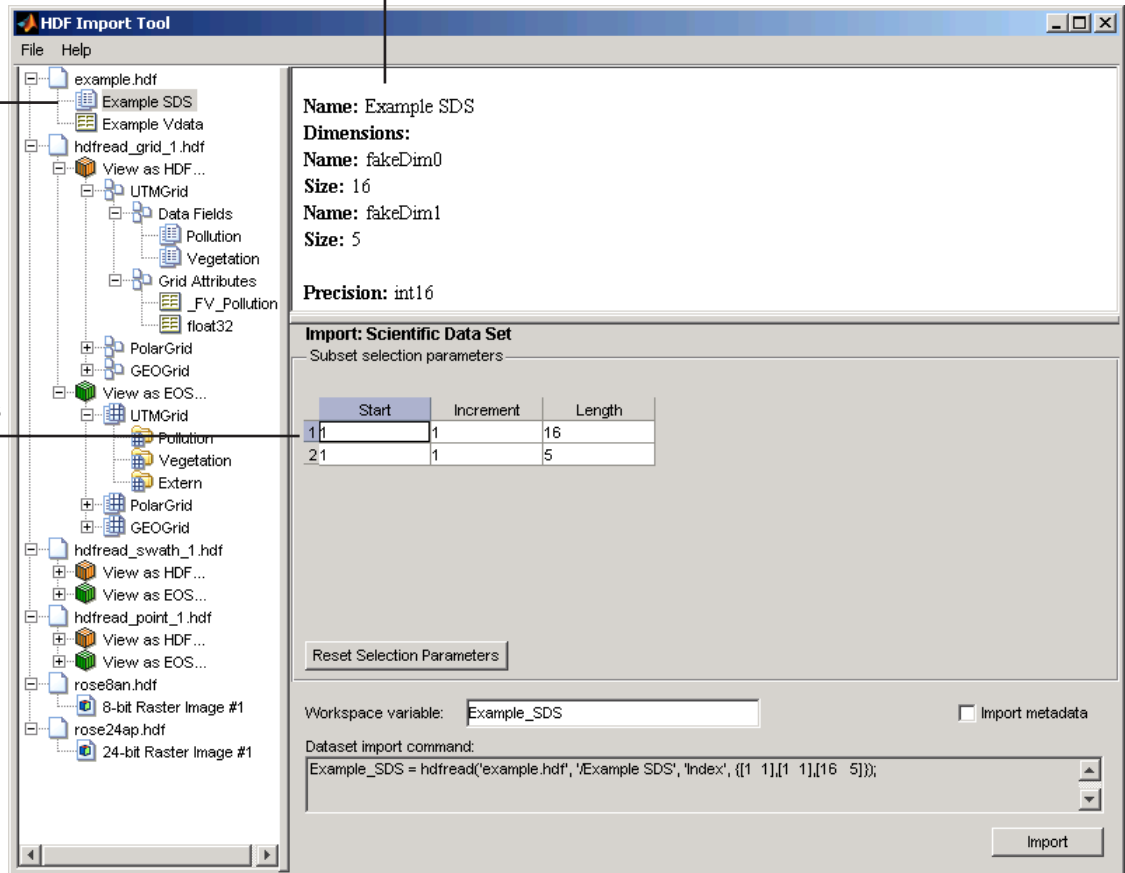 HDF Import Tool
File Help
example.hdf
Example SDS
Example Vdata
hdfread_grid_1.hdf
View as HDF...
UTMGrid
Data Fields
Pollution
Vegetation
Grid Attributes
_FV_Pollution
float32
PolarGrid
GEOGrid
View as EOS...
UTMGrid
Pollution
Vegetation
Extern
PolarGrid
GEOGrid
hdfread_swath_1.hdf
View as HDF...
View as EOS...
hdfread_point_1.hdf
View as HDF...
View as EOS...
rose8an.hdf
8-bit Raster Image #1
rose24ap.hdf
24-bit Raster Image #1
Name: Example SDS
Dimensions:
Name: fakeDim0
Size: 16
Name: fakeDim1
Size: 5
Precision: int16
Import: Scientific Data Set
Subset selection parameters
Start Increment Length
1 1 1 16
2 1 1 5
Reset Selection Parameters
Workspace variable: Example_SDS
Import metadata
Dataset import command:
Example_SDS = hdfread('example.hdf', '/Example SDS', 'Index', {[1 1],[1 1],[16 5]});
Import